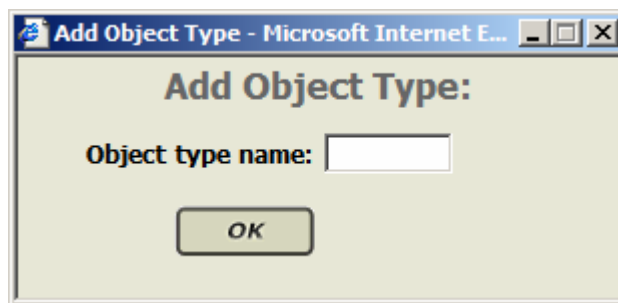 Add Object Type - Microsoft Internet E...
Add Object Type:
Object type name:
OK